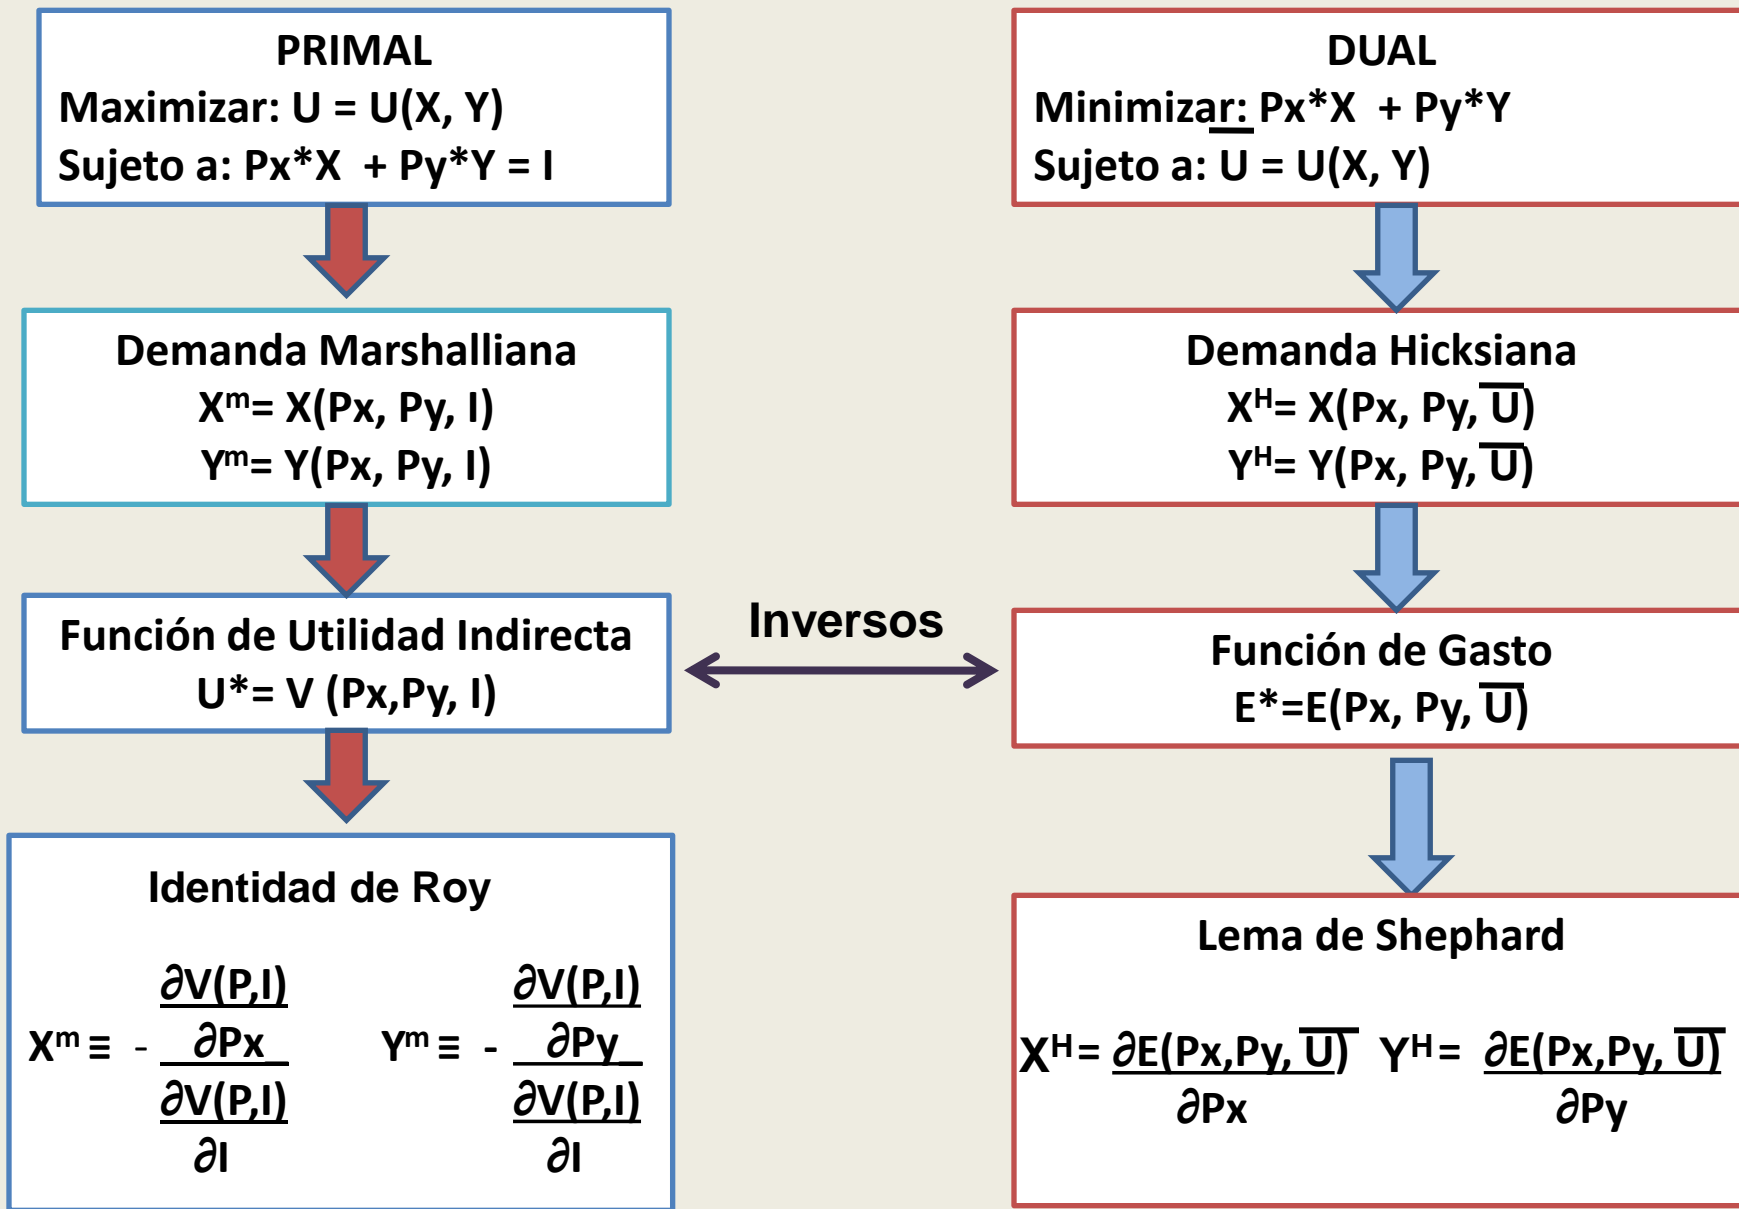 PRIMAL
Maximizar: U = U(X, Y)
Sujeto a: Px*X + Py*Y = I
Demanda Marshalliana
Xᵐ= X(Px, Py, I)
Yᵐ= Y(Px, Py, I)
Función de Utilidad Indirecta
U*= V (Px,Py, I)
Identidad de Roy
∂V(P,I) ∂V(P,I)
Xᵐ ≡ - ∂Px_ Yᵐ ≡ - ∂Py_
∂V(P,I) ∂V(P,I)
∂I ∂I
Inversos
DUAL
Minimizar: Px*X + Py*Y
Sujeto a: U̅ = U(X, Y)
Demanda Hicksiana
Xᴴ= X(Px, Py, U̅)
Yᴴ= Y(Px, Py, U̅)
Función de Gasto
E*=E(Px, Py, U̅)
Lema de Shephard
Xᴴ = ∂E(Px,Py, U̅) Yᴴ = ∂E(Px,Py, U̅)
∂Px ∂Py